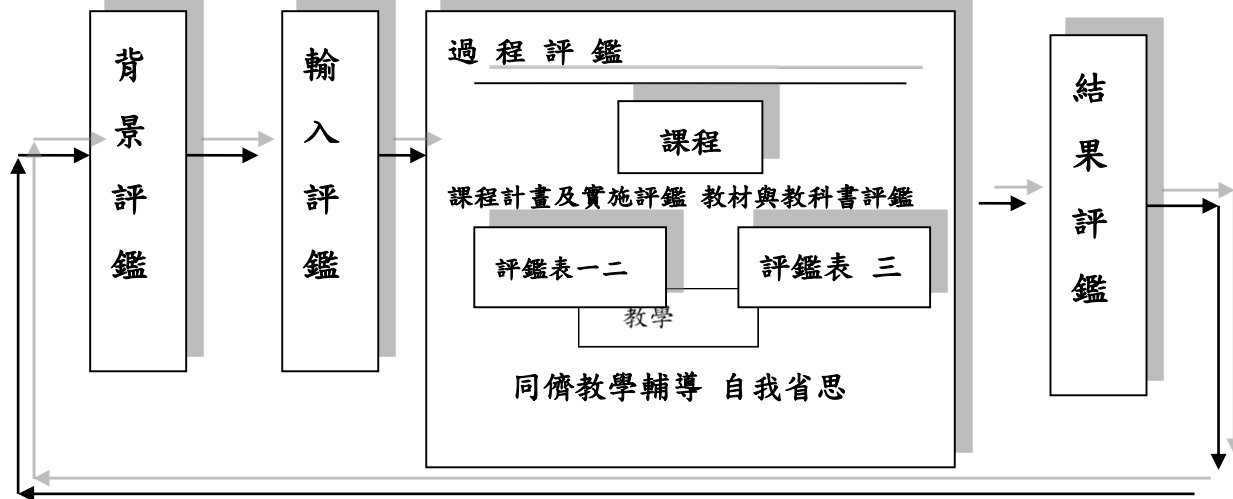 背景評鑑
輸入評鑑
過程評鑑
課程
課程計畫及實施評鑑 教材與教科書評鑑
評鑑表一二
評鑑表 三
教學
同儕教學輔導 自我省思
結果評鑑